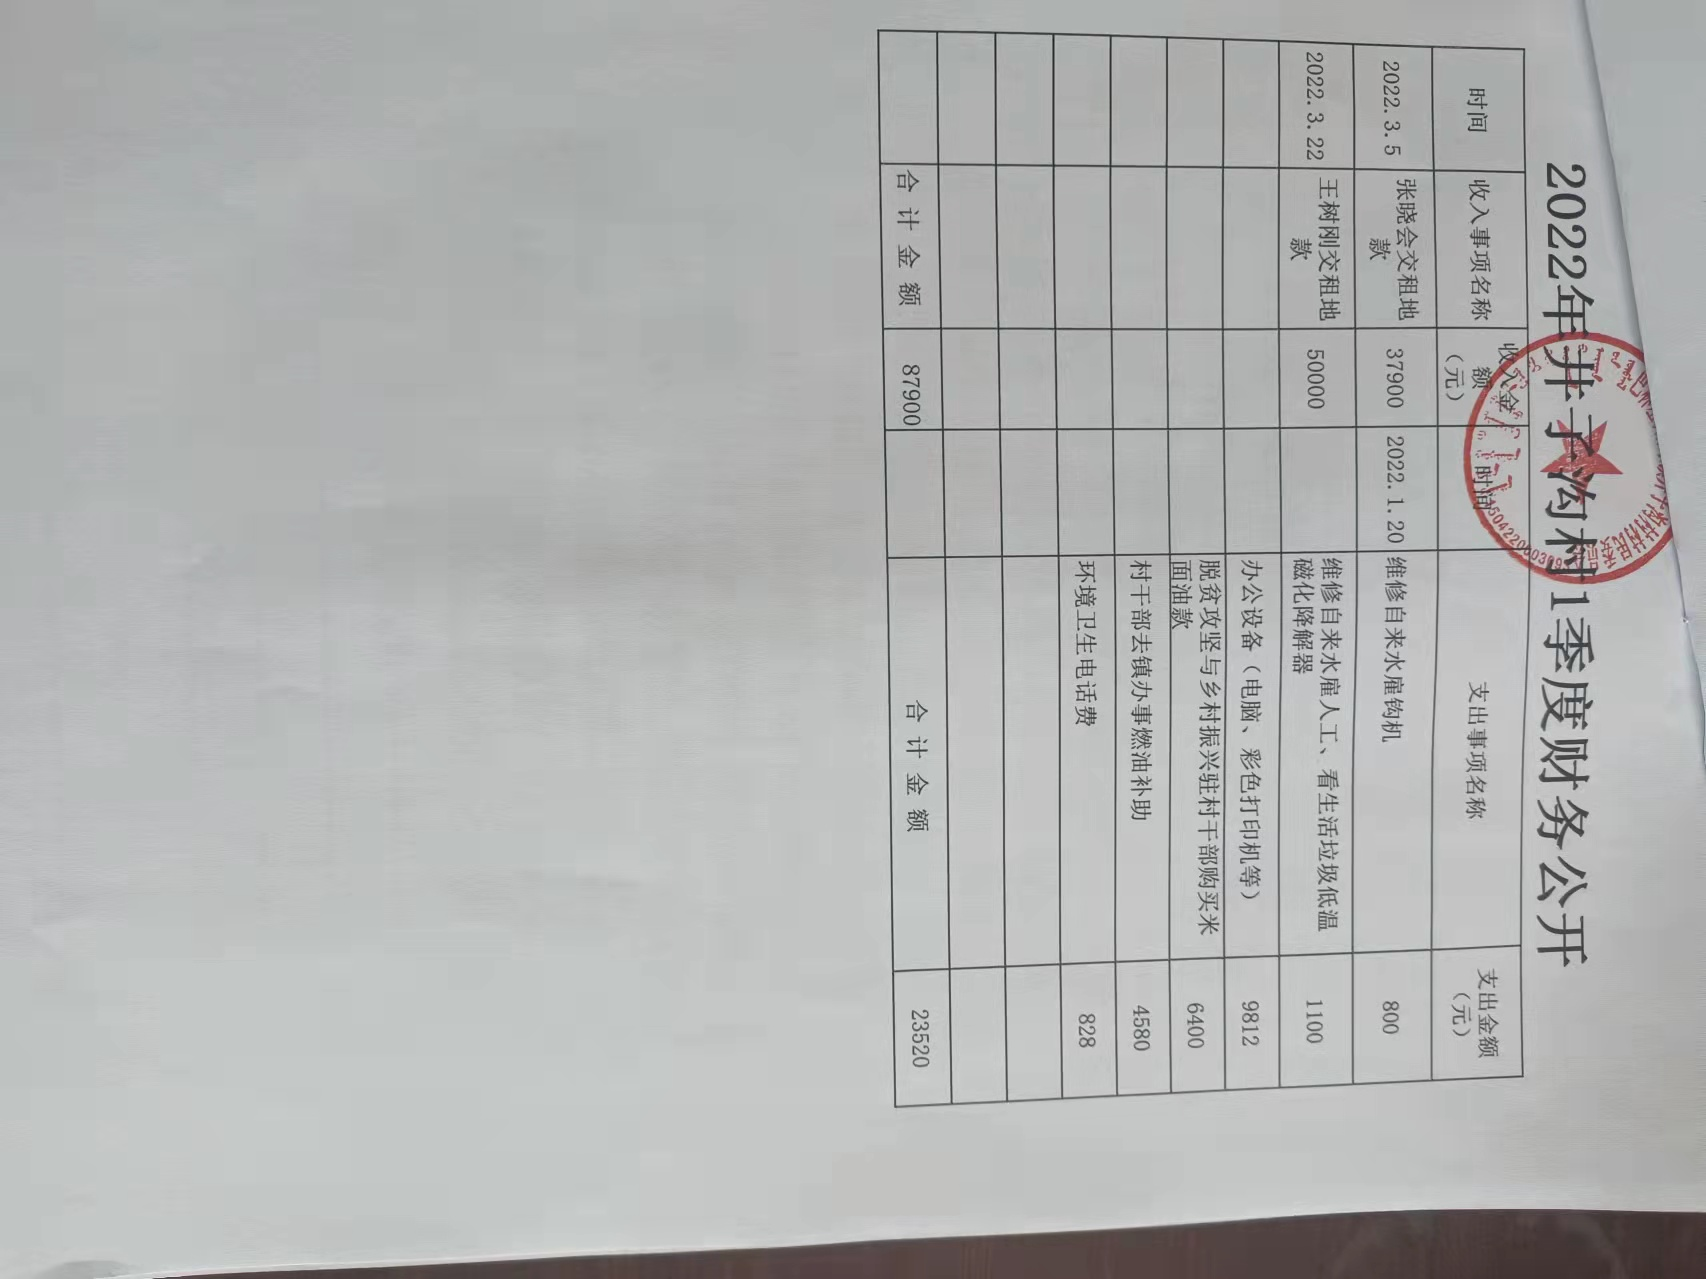 2022年井子沟村1季度财务公开
时间 收入事项名称 收入金额（元） 时间 支出事项名称 支出金额（元）
2022.3.5 张晓会交租地款 37900 2022.1.20 维修自来水雇钩机 800
2022.3.22 王树刚交租地款 50000 维修自来水雇人工、看生活垃圾低温磁化降解器 1100
办公设备（电脑、彩色打印机等） 9812
脱贫攻坚与乡村振兴驻村干部购买米面油款 6400
村干部去镇办事燃油补助 4580
环境卫生电话费 828
合计金额 87900 合计金额 23520